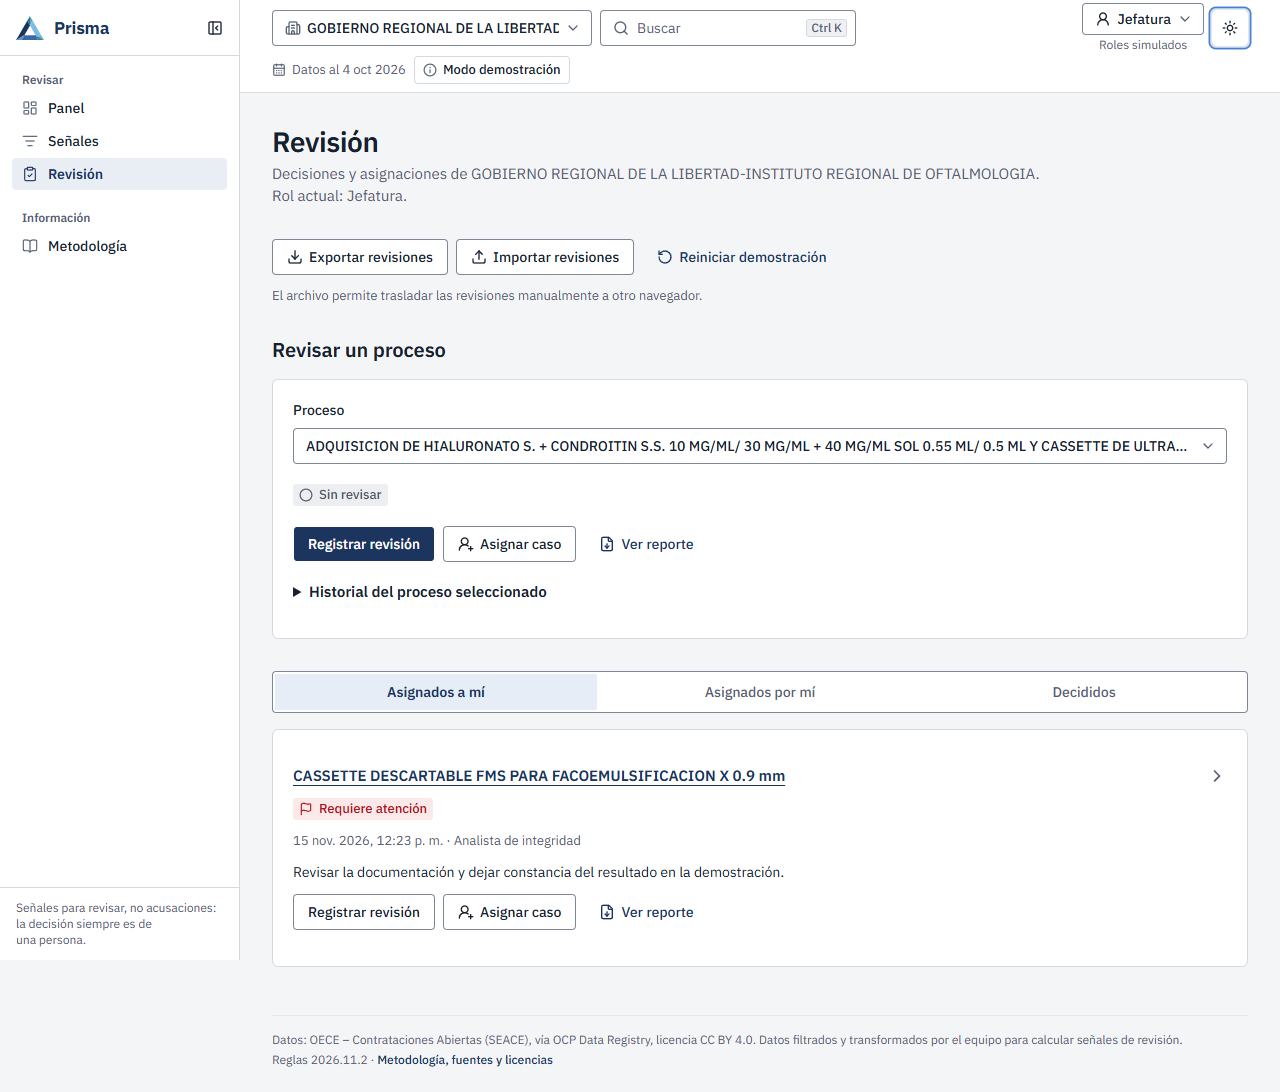 Prisma
GOBIERNO REGIONAL DE LA LIBERTAD
Buscar
Ctrl K
Jefatura
Roles simulados
Datos al 4 oct 2026
Modo demostración
Revisar
Panel
Señales
Revisión
Información
Metodología
Señales para revisar, no acusaciones:
la decisión siempre es de
una persona.
Revisión
Decisiones y asignaciones de GOBIERNO REGIONAL DE LA LIBERTAD-INSTITUTO REGIONAL DE OFTALMOLOGIA.
Rol actual: Jefatura.
Exportar revisiones
Importar revisiones
Reiniciar demostración
El archivo permite trasladar las revisiones manualmente a otro navegador.
Revisar un proceso
Proceso
ADQUISICION DE HIALURONATO S. + CONDROITIN S.S. 10 MG/ML/ 30 MG/ML + 40 MG/ML SOL 0.55 ML/ 0.5 ML Y CASSETTE DE ULTRA...
Sin revisar
Registrar revisión
Asignar caso
Ver reporte
Historial del proceso seleccionado
Asignados a mí
Asignados por mí
Decididos
CASSETTE DESCARTABLE FMS PARA FACOEMULSIFICACION X 0.9 mm
Requiere atención
15 nov. 2026, 12:23 p. m. · Analista de integridad
Revisar la documentación y dejar constancia del resultado en la demostración.
Registrar revisión
Asignar caso
Ver reporte
Datos: OECE – Contrataciones Abiertas (SEACE), vía OCP Data Registry, licencia CC BY 4.0. Datos filtrados y transformados por el equipo para calcular señales de revisión.
Reglas 2026.11.2 · Metodología, fuentes y licencias